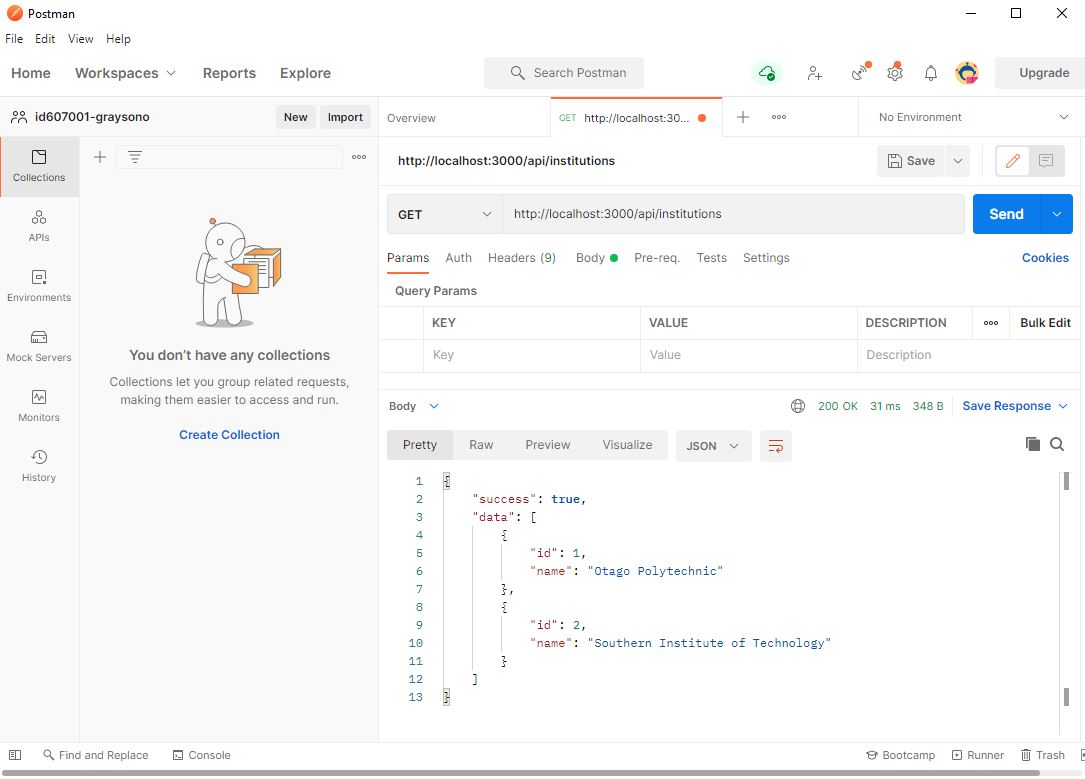 Postman
File Edit View Help
Home Workspaces Reports Explore Search Postman Upgrade
id607001-graysono New Import
Overview GET http://localhost:30... No Environment
Collections
APIs
Environments
Mock Servers
Monitors
History
You don't have any collections
Collections let you group related requests,
making them easier to access and run.
Create Collection
http://localhost:3000/api/institutions Save
GET http://localhost:3000/api/institutions Send
Params Auth Headers (9) Body Pre-req. Tests Settings Cookies
Query Params
KEY VALUE DESCRIPTION Bulk Edit
Key Value Description
Body 200 OK 31 ms 348 B Save Response
Pretty Raw Preview Visualize JSON
1 {
2 "success": true,
3 "data": [
4 {
5 "id": 1,
6 "name": "Otago Polytechnic"
7 },
8 {
9 "id": 2,
10 "name": "Southern Institute of Technology"
11 }
12 ]
13 }
Find and Replace Console Bootcamp Runner Trash